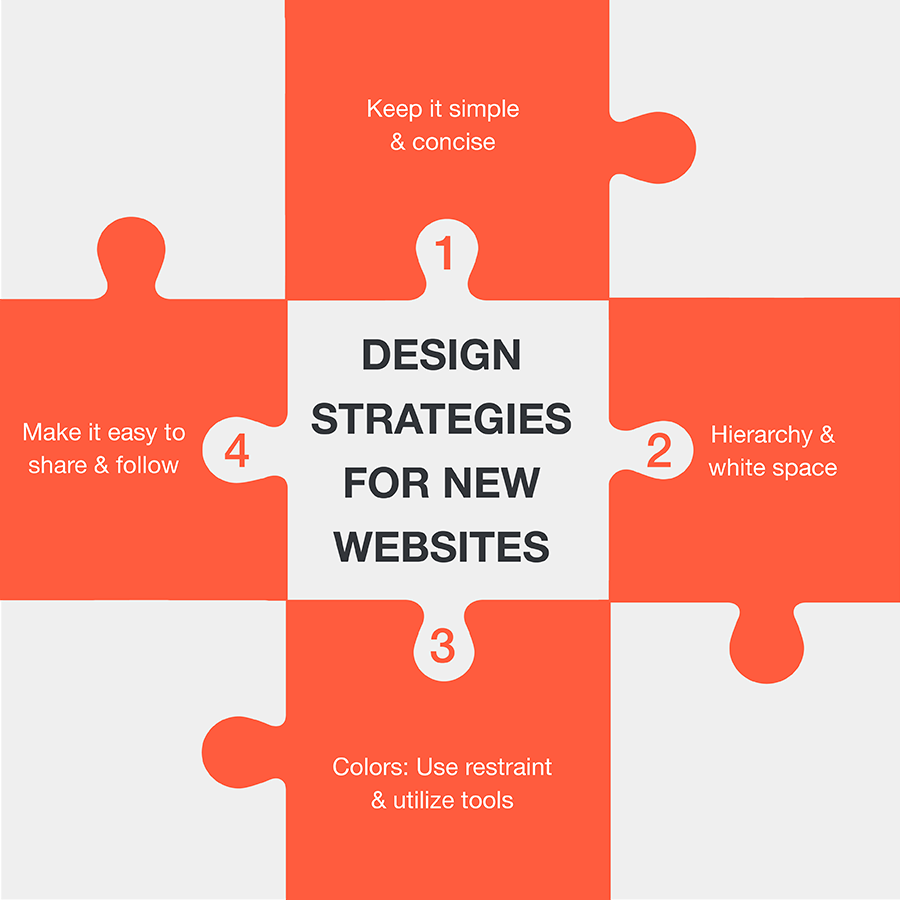 Keep it simple
& concise
1
DESIGN
STRATEGIES
FOR NEW
WEBSITES
Hierarchy &
white space
2
3
Colors: Use restraint
& utilize tools
4
Make it easy to
share & follow